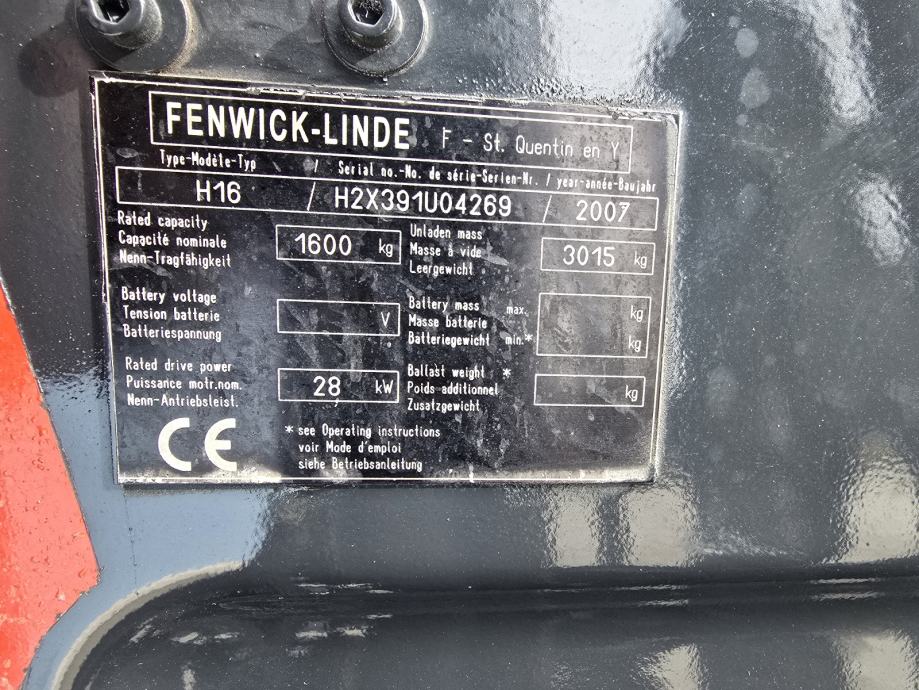 FENWICK-LINDE F - St. Quentin en Y
Type-Modèle-Typ / Serial no.-No. de série-Serien-Nr. / year-année-Baujahr
H16 / H2X391U04269 / 2007
Rated capacity
Capacité nominale
Nenn-Tragfähigkeit
1600 kg
Unladen mass
Masse à vide
Leergewicht
3015 kg
Battery voltage
Tension batterie
Batteriespannung
V
Battery mass max. kg
Masse batterie
Batteriegewicht min.* kg
Rated drive power
Puissance motr.nom.
Nenn-Antriebsleist.
28 kW
Ballast weight *
Poids additionnel
Zusatzgewicht
kg
CE
* see Operating instructions
voir Mode d'emploi
siehe Betriebsanleitung